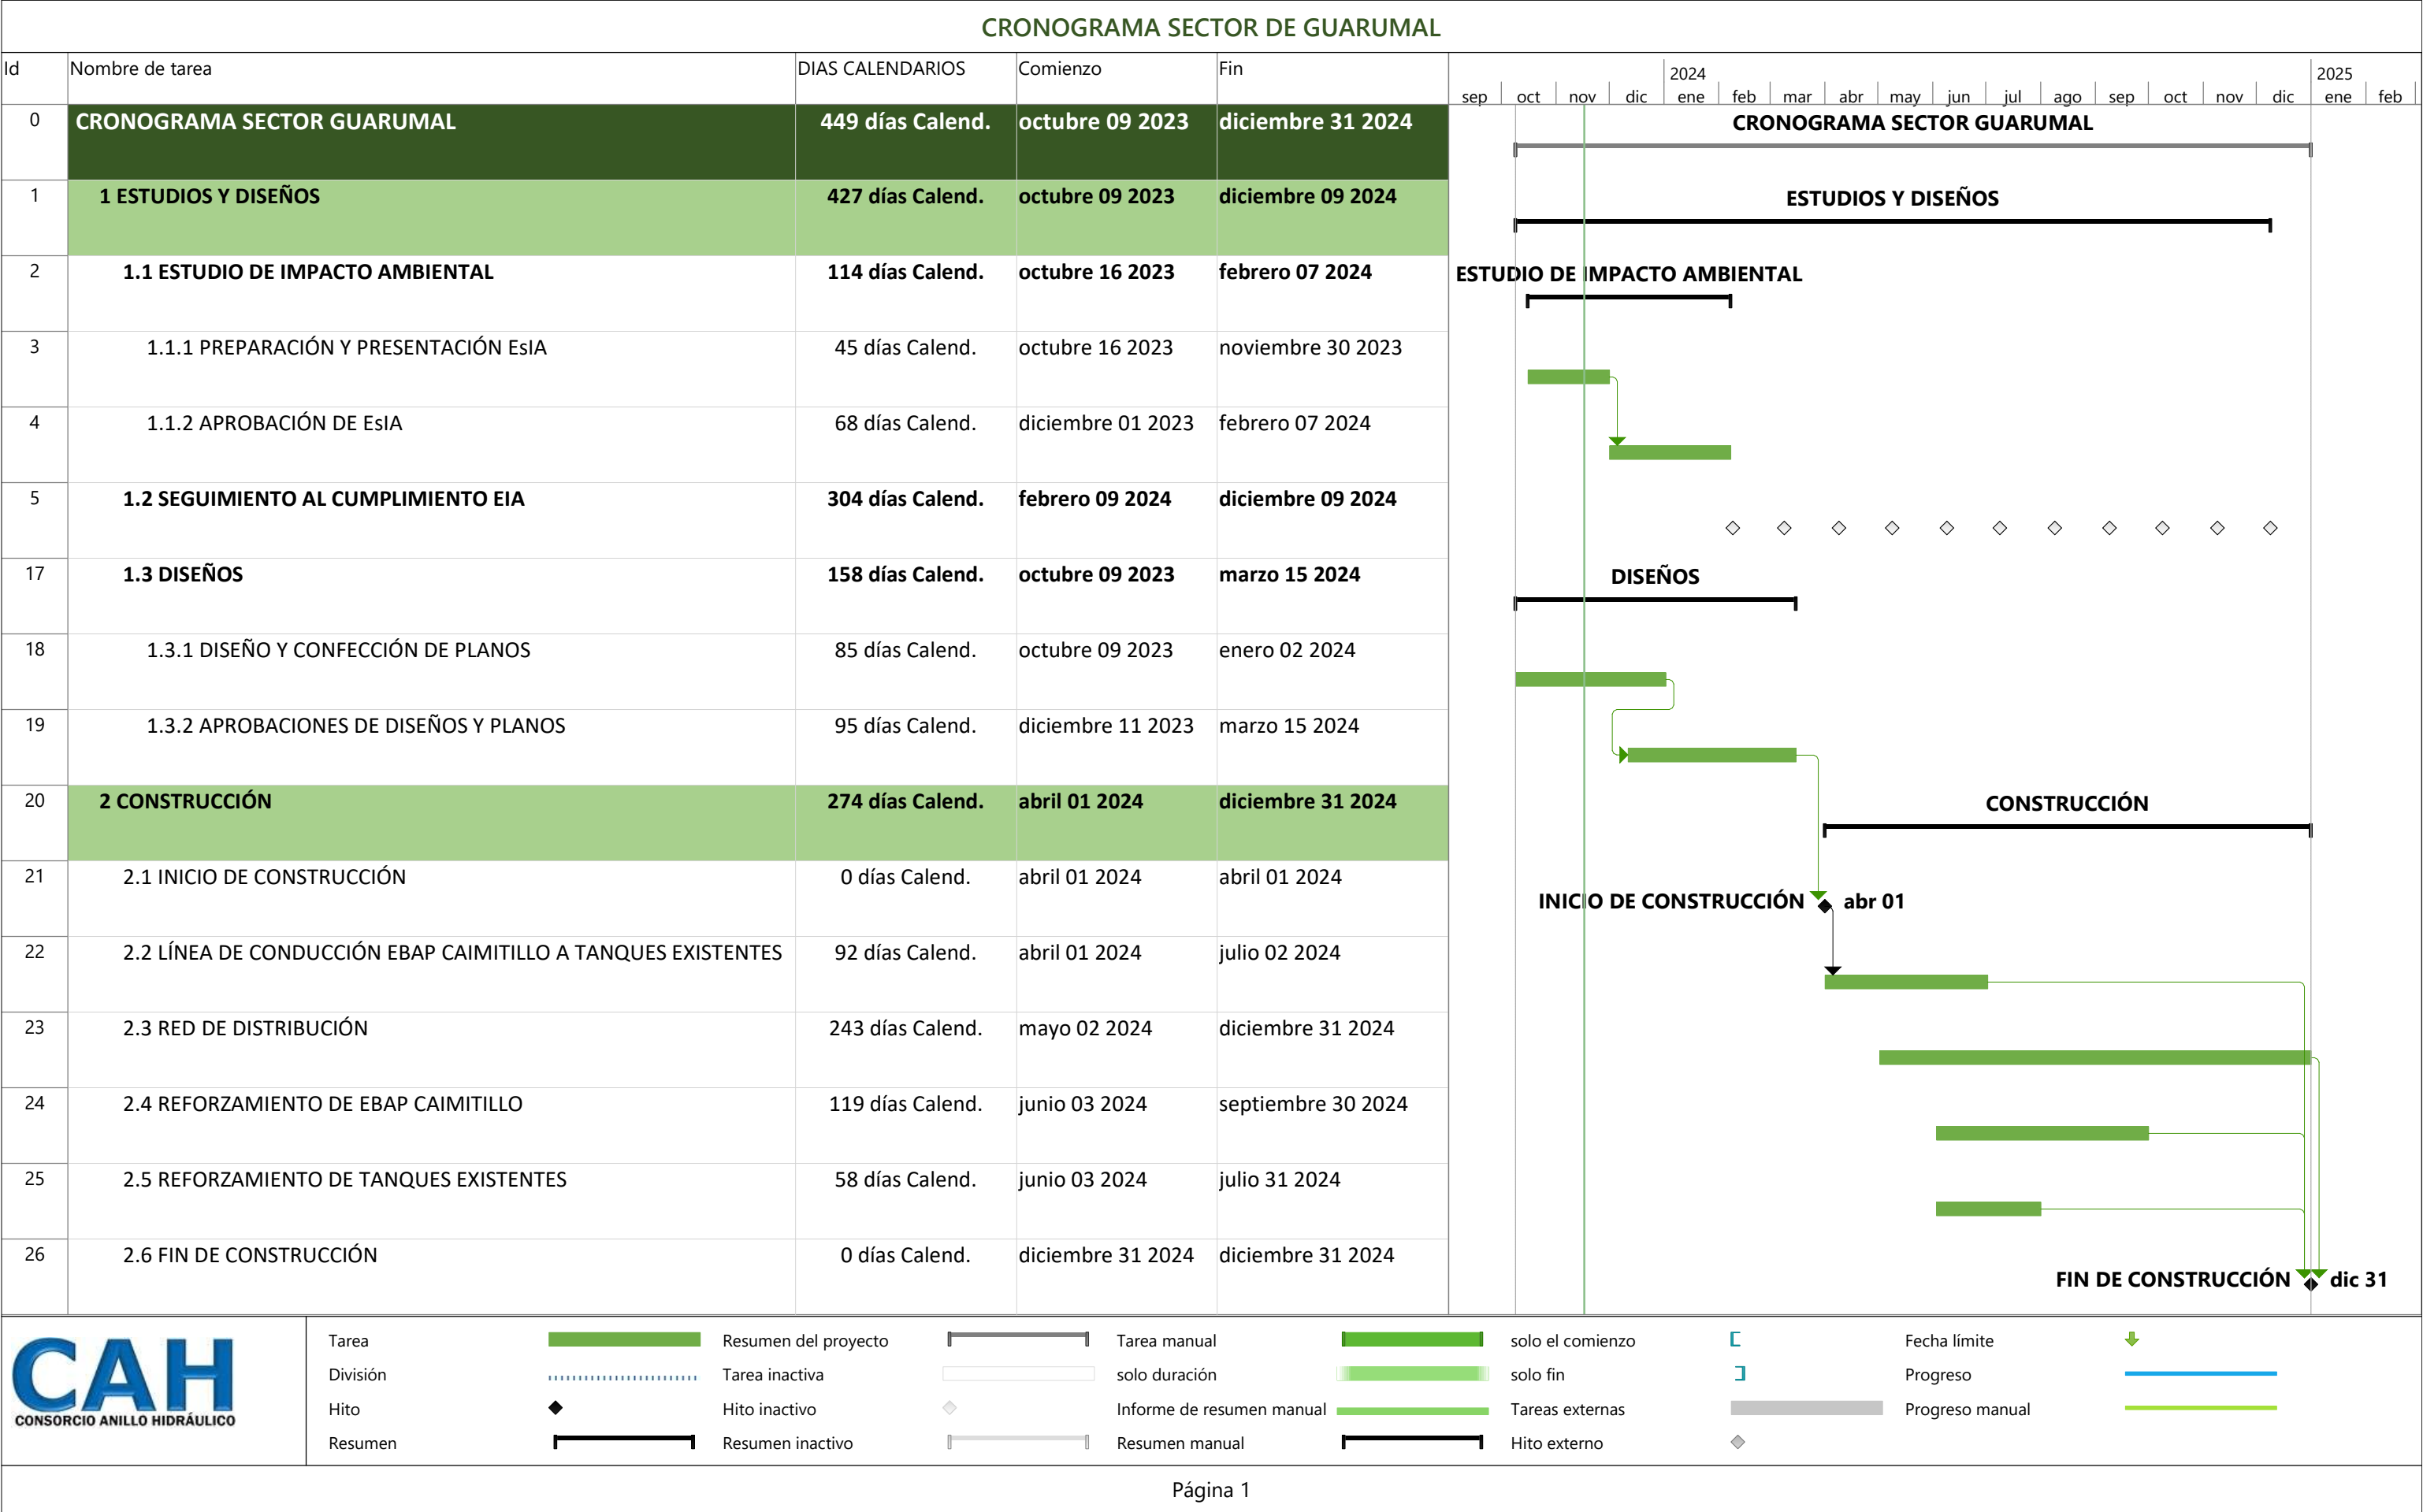 CRONOGRAMA SECTOR DE GUARUMAL
Id Nombre de tarea DIAS CALENDARIOS Comienzo Fin
2024 2025
sep oct nov dic ene feb mar abr may jun jul ago sep oct nov dic ene feb
0 CRONOGRAMA SECTOR GUARUMAL 449 días Calend. octubre 09 2023 diciembre 31 2024 CRONOGRAMA SECTOR GUARUMAL
1 1 ESTUDIOS Y DISEÑOS 427 días Calend. octubre 09 2023 diciembre 09 2024 ESTUDIOS Y DISEÑOS
2 1.1 ESTUDIO DE IMPACTO AMBIENTAL 114 días Calend. octubre 16 2023 febrero 07 2024 ESTUDIO DE IMPACTO AMBIENTAL
3 1.1.1 PREPARACIÓN Y PRESENTACIÓN EsIA 45 días Calend. octubre 16 2023 noviembre 30 2023
4 1.1.2 APROBACIÓN DE EsIA 68 días Calend. diciembre 01 2023 febrero 07 2024
5 1.2 SEGUIMIENTO AL CUMPLIMIENTO EIA 304 días Calend. febrero 09 2024 diciembre 09 2024
17 1.3 DISEÑOS 158 días Calend. octubre 09 2023 marzo 15 2024 DISEÑOS
18 1.3.1 DISEÑO Y CONFECCIÓN DE PLANOS 85 días Calend. octubre 09 2023 enero 02 2024
19 1.3.2 APROBACIONES DE DISEÑOS Y PLANOS 95 días Calend. diciembre 11 2023 marzo 15 2024
20 2 CONSTRUCCIÓN 274 días Calend. abril 01 2024 diciembre 31 2024 CONSTRUCCIÓN
21 2.1 INICIO DE CONSTRUCCIÓN 0 días Calend. abril 01 2024 abril 01 2024 INICIO DE CONSTRUCCIÓN abr 01
22 2.2 LÍNEA DE CONDUCCIÓN EBAP CAIMITILLO A TANQUES EXISTENTES 92 días Calend. abril 01 2024 julio 02 2024
23 2.3 RED DE DISTRIBUCIÓN 243 días Calend. mayo 02 2024 diciembre 31 2024
24 2.4 REFORZAMIENTO DE EBAP CAIMITILLO 119 días Calend. junio 03 2024 septiembre 30 2024
25 2.5 REFORZAMIENTO DE TANQUES EXISTENTES 58 días Calend. junio 03 2024 julio 31 2024
26 2.6 FIN DE CONSTRUCCIÓN 0 días Calend. diciembre 31 2024 diciembre 31 2024 FIN DE CONSTRUCCIÓN dic 31
CAH
CONSORCIO ANILLO HIDRÁULICO
Tarea Resumen del proyecto Tarea manual solo el comienzo Fecha límite
División Tarea inactiva solo duración solo fin Progreso
Hito Hito inactivo Informe de resumen manual Tareas externas Progreso manual
Resumen Resumen inactivo Resumen manual Hito externo
Página 1